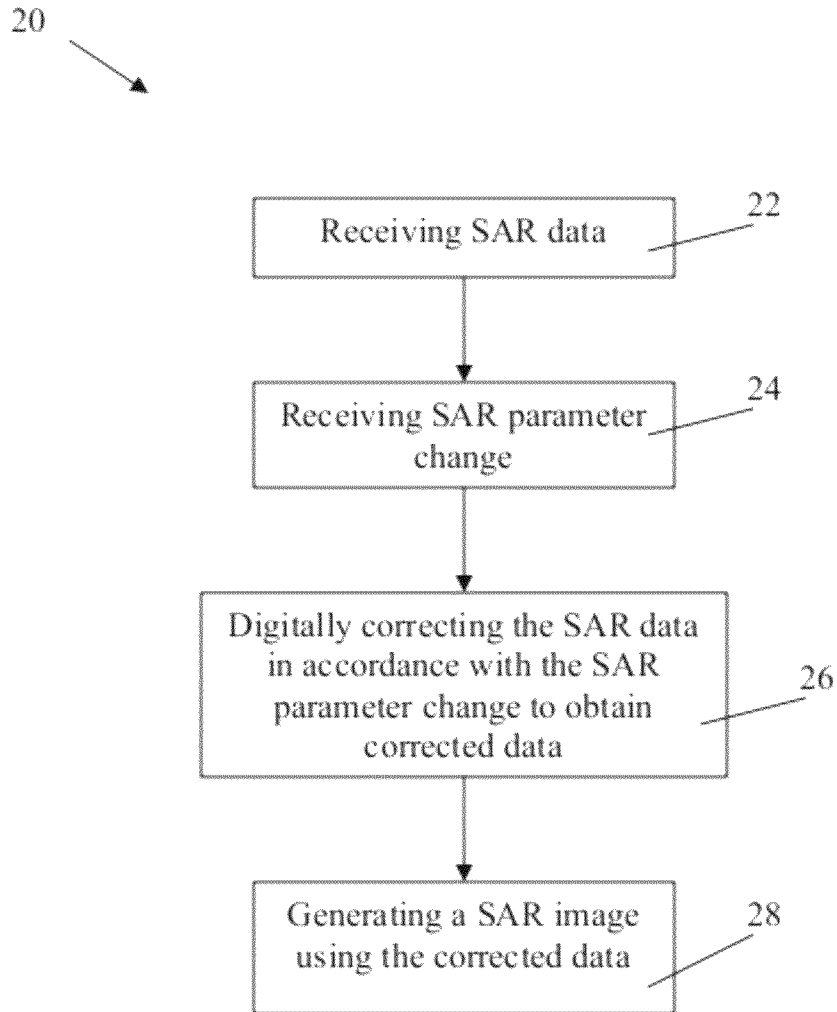 20
Receiving SAR data
22
Receiving SAR parameter
change
24
Digitally correcting the SAR data
in accordance with the SAR
parameter change to obtain
corrected data
26
Generating a SAR image
using the corrected data
28